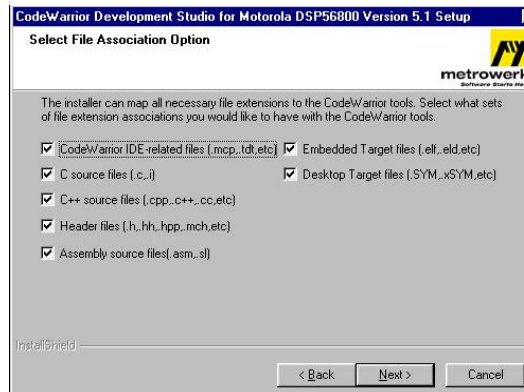 CodeWarrior Development Studio for Motorola DSP56800 Version 5.1 Setup
Select File Association Option
metrowerk
Software Starts He
The installer can map all necessary file extensions to the CodeWarrior tools. Select what sets
of file extension associations you would like to have with the CodeWarrior tools.
CodeWarrior IDE-related files (.mcp,.tdt,etc)
Embedded Target files (.elf,.eld,etc)
C source files (.c,.i)
Desktop Target files (.SYM,.xSYM,etc)
C++ source files (.cpp,.c++,.cc,etc)
Header files (.h,.hh,.hpp,.mch,etc)
Assembly source files(.asm,.sl)
InstallShield
< Back
Next >
Cancel